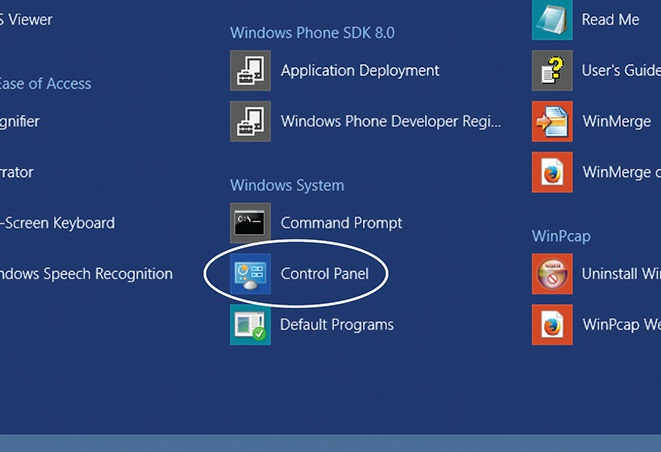 S Viewer
Ease of Access
gnifier
rrator
-Screen Keyboard
ndows Speech Recognition
Windows Phone SDK 8.0
Application Deployment
Windows Phone Developer Regi...
Windows System
C:\_
Command Prompt
Control Panel
Default Programs
Read Me
User's Guide
WinMerge
WinMerge o
WinPcap
Uninstall Wi
WinPcap We